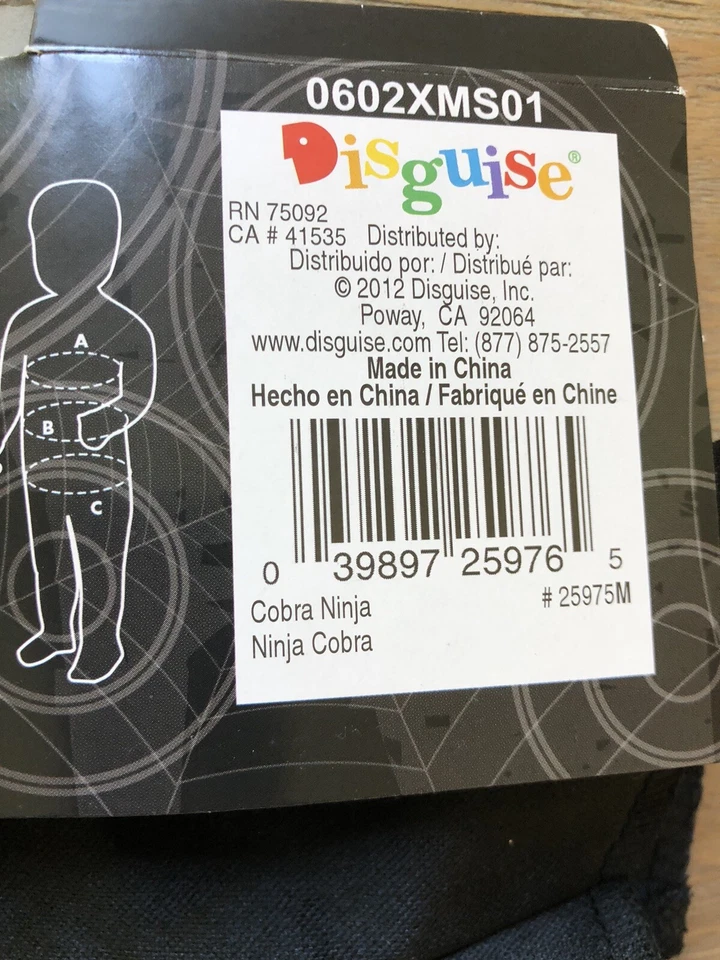 0602XMS01
Disguise®
RN 75092
CA # 41535 Distributed by:
Distribuido por: / Distribué par:
© 2012 Disguise, Inc.
Poway, CA 92064
www.disguise.com Tel: (877) 875-2557
Made in China
Hecho en China / Fabriqué en Chine
0 39897 25976 5
# 25975M
Cobra Ninja
Ninja Cobra
A
B
C